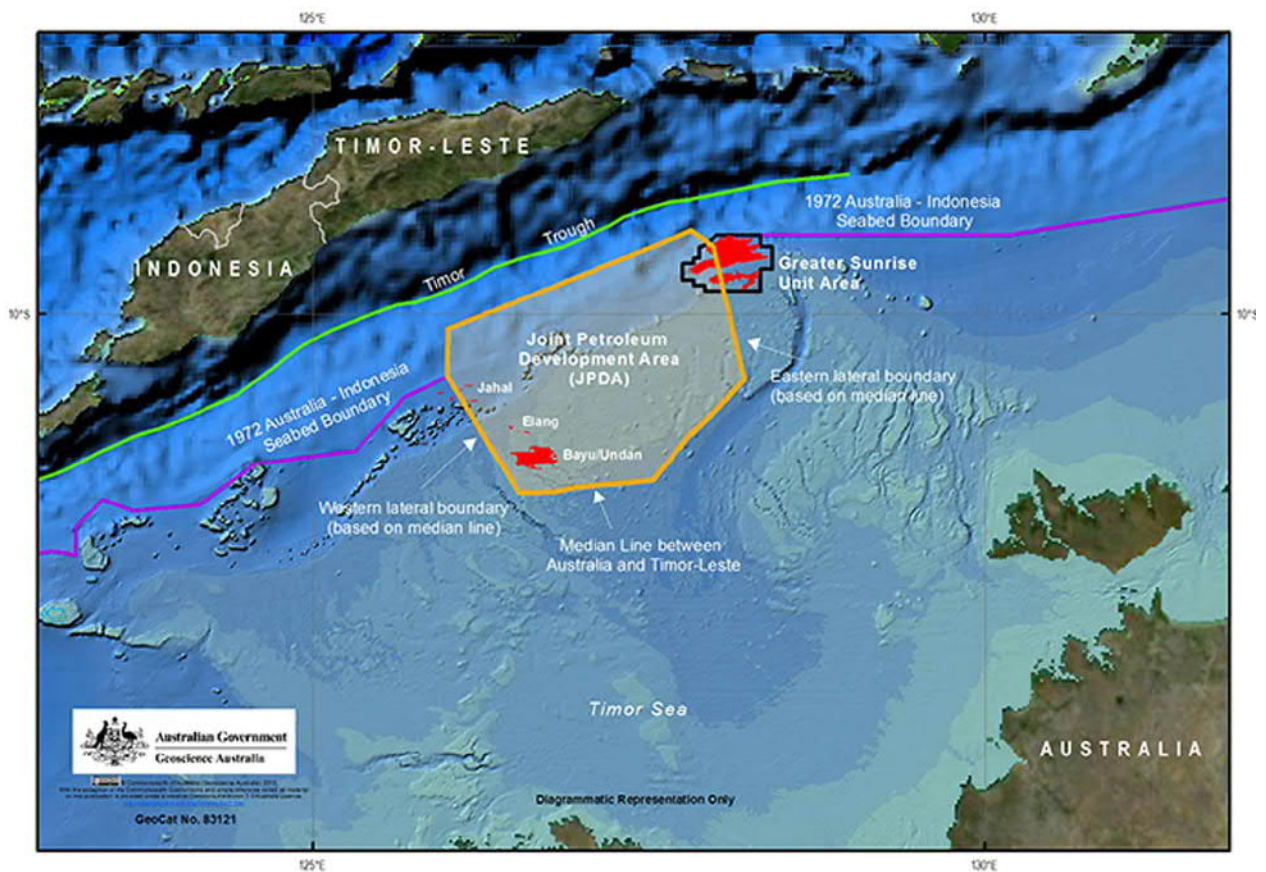 125°E
130°E
TIMOR-LESTE
INDONESIA
1972 Australia - Indonesia
Seabed Boundary
Timor
Trough
Greater Sunrise
Unit Area
10°S
10°S
Joint Petroleum
Development Area
(JPDA)
Eastern lateral boundary
(based on median line)
1972 Australia - Indonesia
Seabed Boundary
Jahal
Elang
Bayu/Undan
Western lateral boundary
(based on median line)
Median Line between
Australia and Timor-Leste
Timor Sea
AUSTRALIA
Australian Government
Geoscience Australia
GeoCat No. 83121
Diagrammatic Representation Only
125°E
130°E